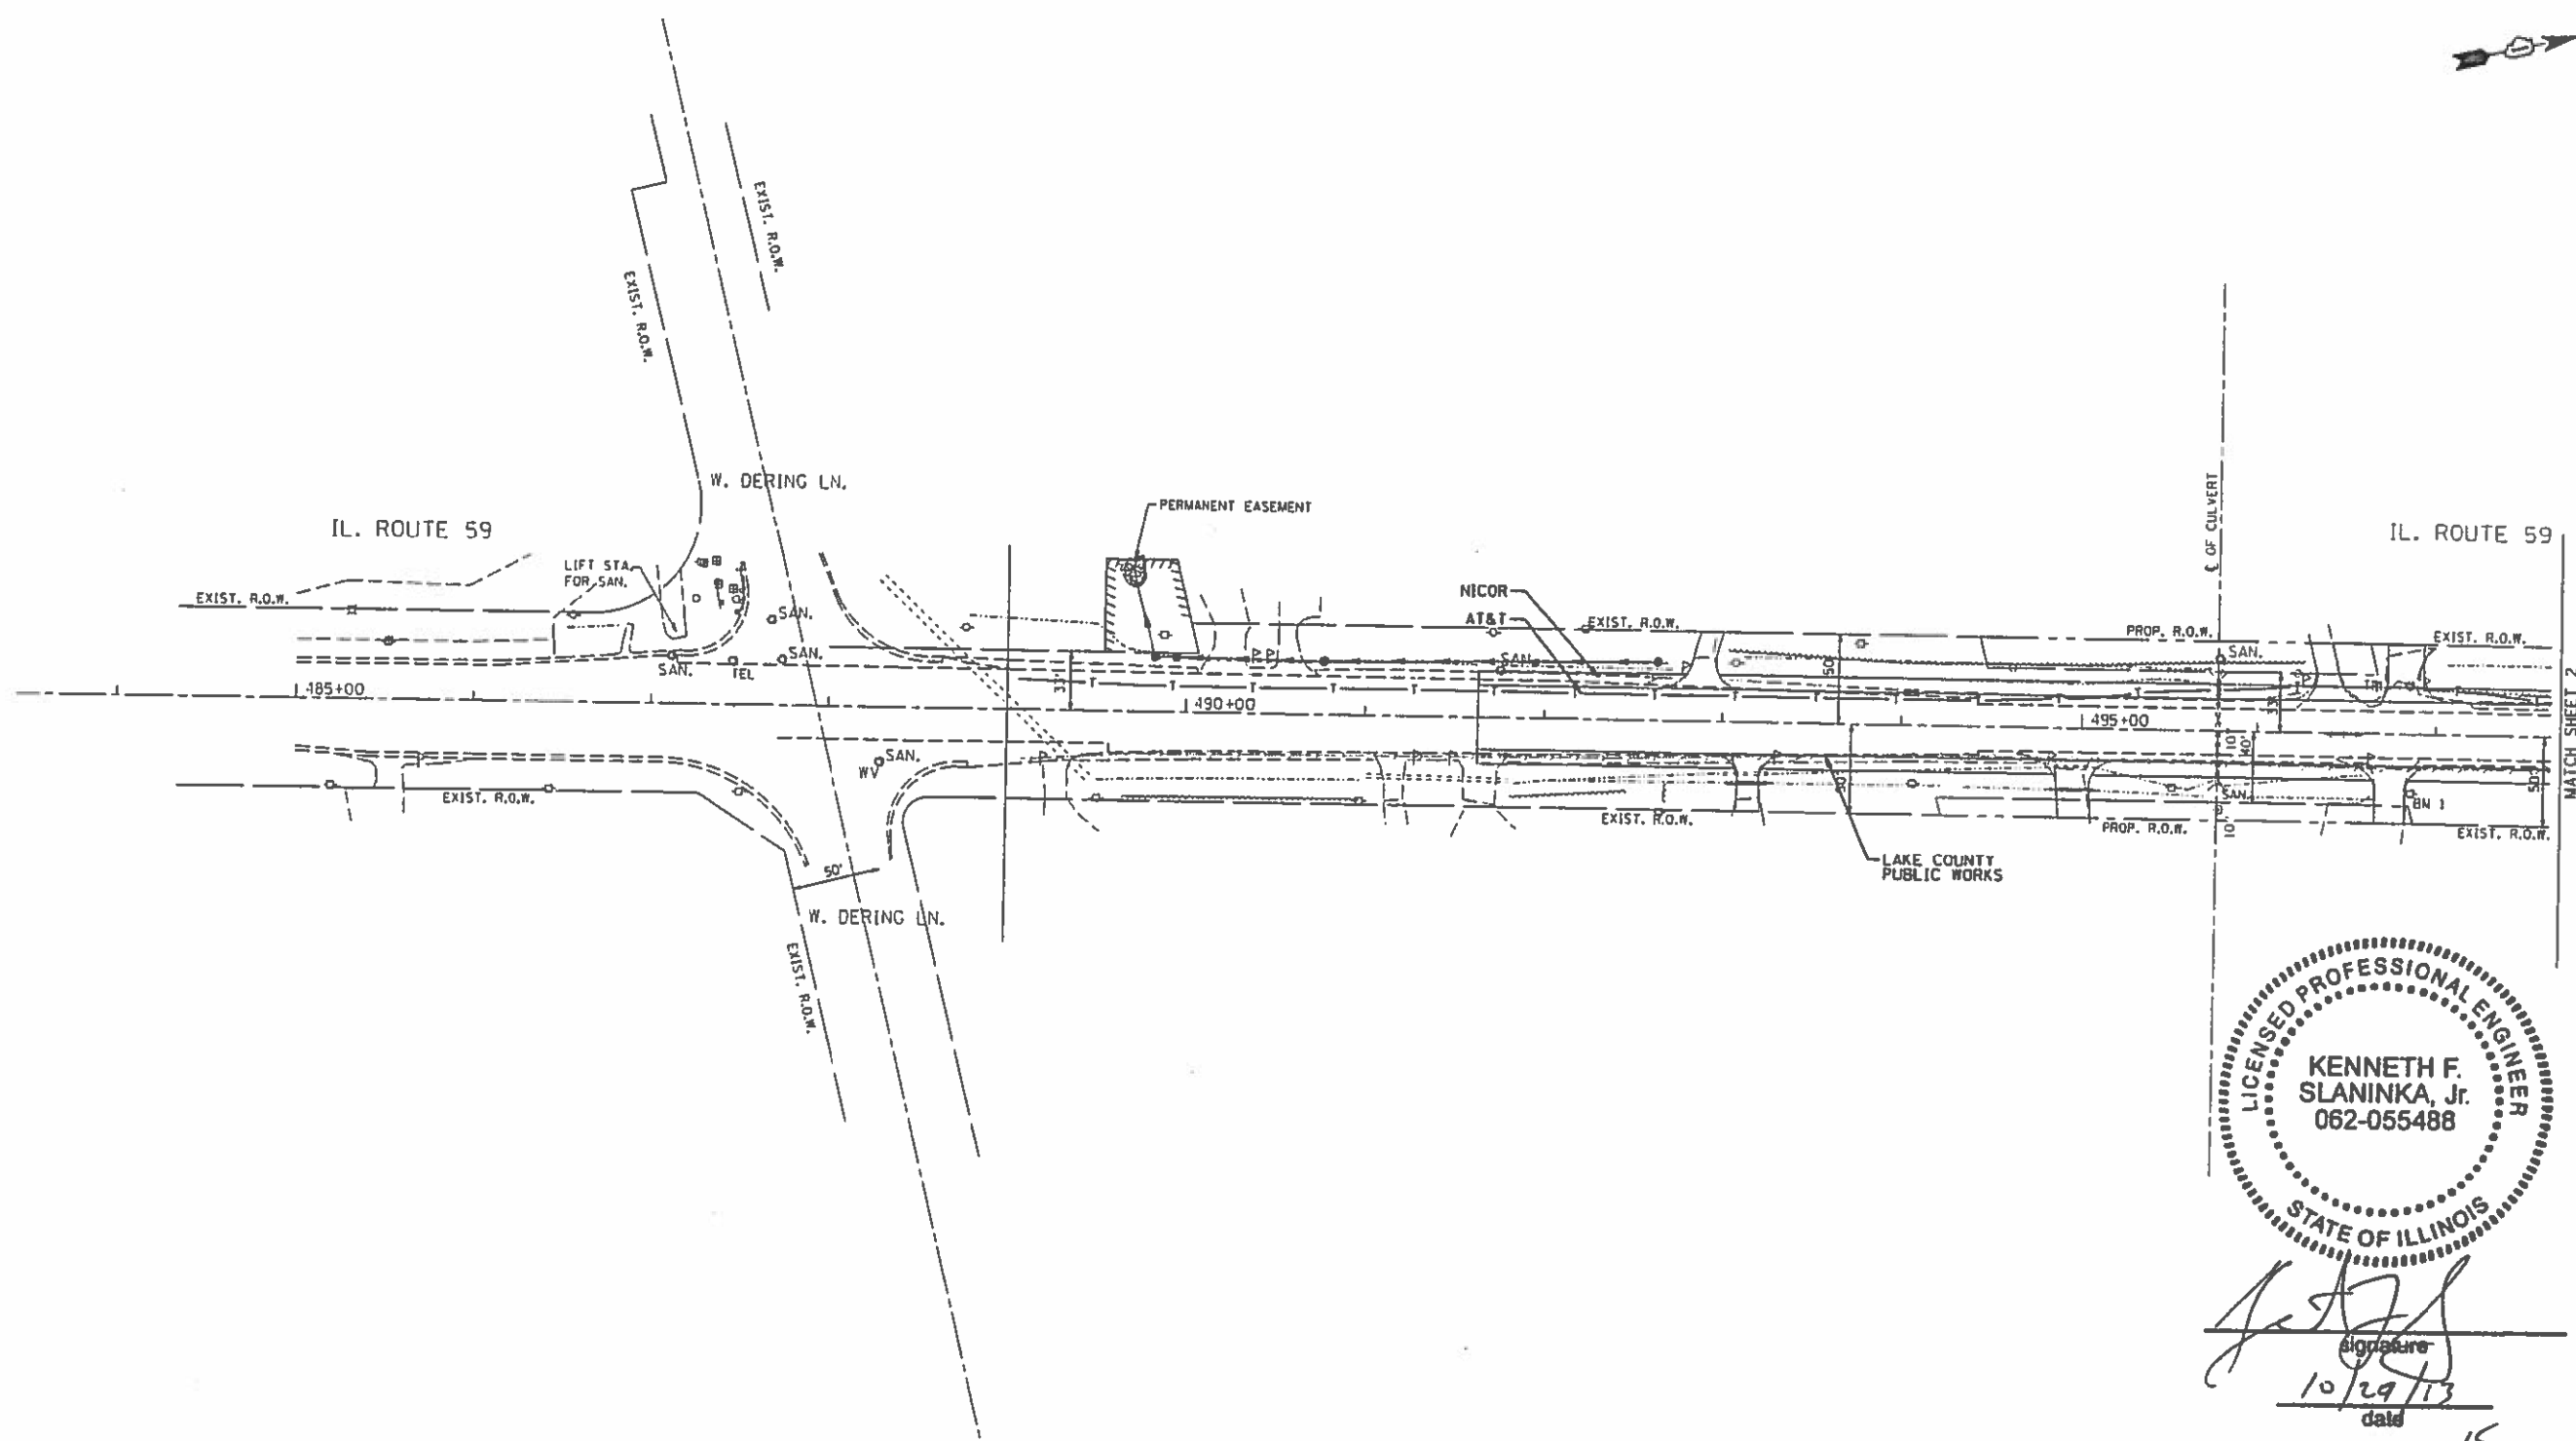 EXIST. R.O.W.
EXIST. R.O.W.
W. DERING LN.
IL. ROUTE 59
LIFT STA.
FOR SAN.
EXIST. R.O.W.
SAN.
SAN.
SAN.
TEL
485+00
PERMANENT EASEMENT
33'
490+00
NICOR
AT&T
EXIST. R.O.W.
SAN.
T T T T T T T T T T T T T T
50'
℄ OF CULVERT
IL. ROUTE 59
PROP. R.O.W.
EXIST. R.O.W.
SAN.
33'
495+00
10'
40'
MATCH SHEET 2
SAN.
WV
EXIST. R.O.W.
50'
EXIST. R.O.W.
PROP. R.O.W.
SAN.
10'
BN 1
50'
EXIST. R.O.W.
LAKE COUNTY
PUBLIC WORKS
50'
W. DERING LN.
EXIST. R.O.W.
LICENSED PROFESSIONAL ENGINEER
KENNETH F.
SLANINKA, Jr.
062-055488
STATE OF ILLINOIS
signature
10/29/13
date